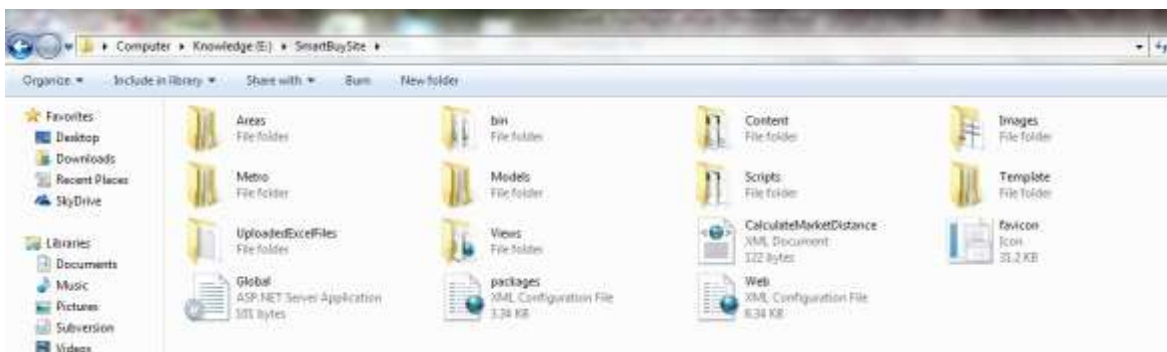 Computer ▸ Knowledge (E:) ▸ SmartBuySite ▸
Organize Include in library Share with Burn New folder
Favorites
Desktop
Downloads
Recent Places
SkyDrive
Libraries
Documents
Music
Pictures
Subversion
Videos
Areas
File folder
bin
File folder
Content
File folder
Images
File folder
Metro
File folder
Models
File folder
Scripts
File folder
Template
File folder
UploadedExcelFiles
File folder
Views
File folder
CalculateMarketDistance
XML Document
122 bytes
favicon
Icon
31.2 KB
Global
ASP.NET Server Application
101 bytes
packages
XML Configuration File
3.34 KB
Web
XML Configuration File
6.34 KB